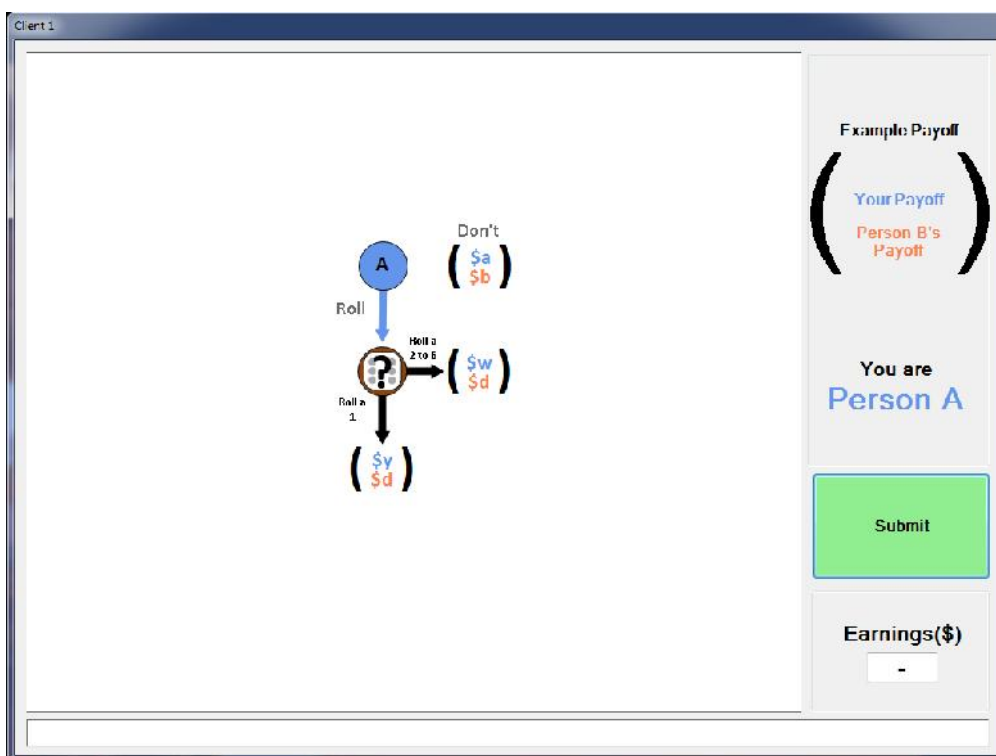 Client 1
Example Payoff
Your Payoff
Person B's
Payoff
Don't
A
$a
$b
Roll
Roll a
2 to 6
?
$w
$d
Roll a
1
$y
$d
You are
Person A
Submit
Earnings($)
-